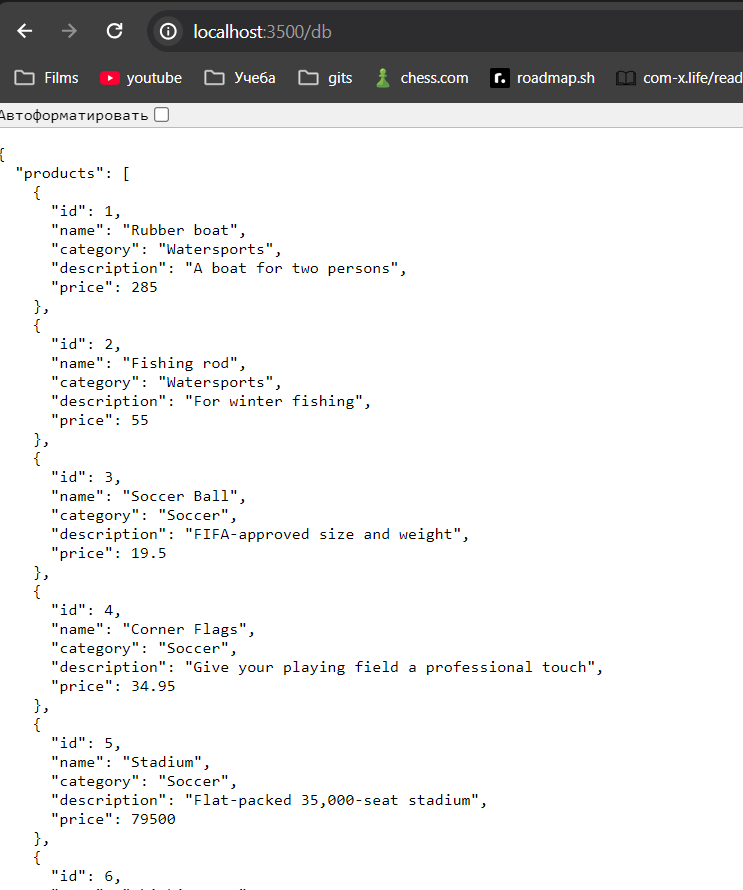 localhost:3500/db
Films youtube Учеба gits chess.com roadmap.sh com-x.life/read
Автоформатировать
{
"products": [
{
"id": 1,
"name": "Rubber boat",
"category": "Watersports",
"description": "A boat for two persons",
"price": 285
},
{
"id": 2,
"name": "Fishing rod",
"category": "Watersports",
"description": "For winter fishing",
"price": 55
},
{
"id": 3,
"name": "Soccer Ball",
"category": "Soccer",
"description": "FIFA-approved size and weight",
"price": 19.5
},
{
"id": 4,
"name": "Corner Flags",
"category": "Soccer",
"description": "Give your playing field a professional touch",
"price": 34.95
},
{
"id": 5,
"name": "Stadium",
"category": "Soccer",
"description": "Flat-packed 35,000-seat stadium",
"price": 79500
},
{
"id": 6,